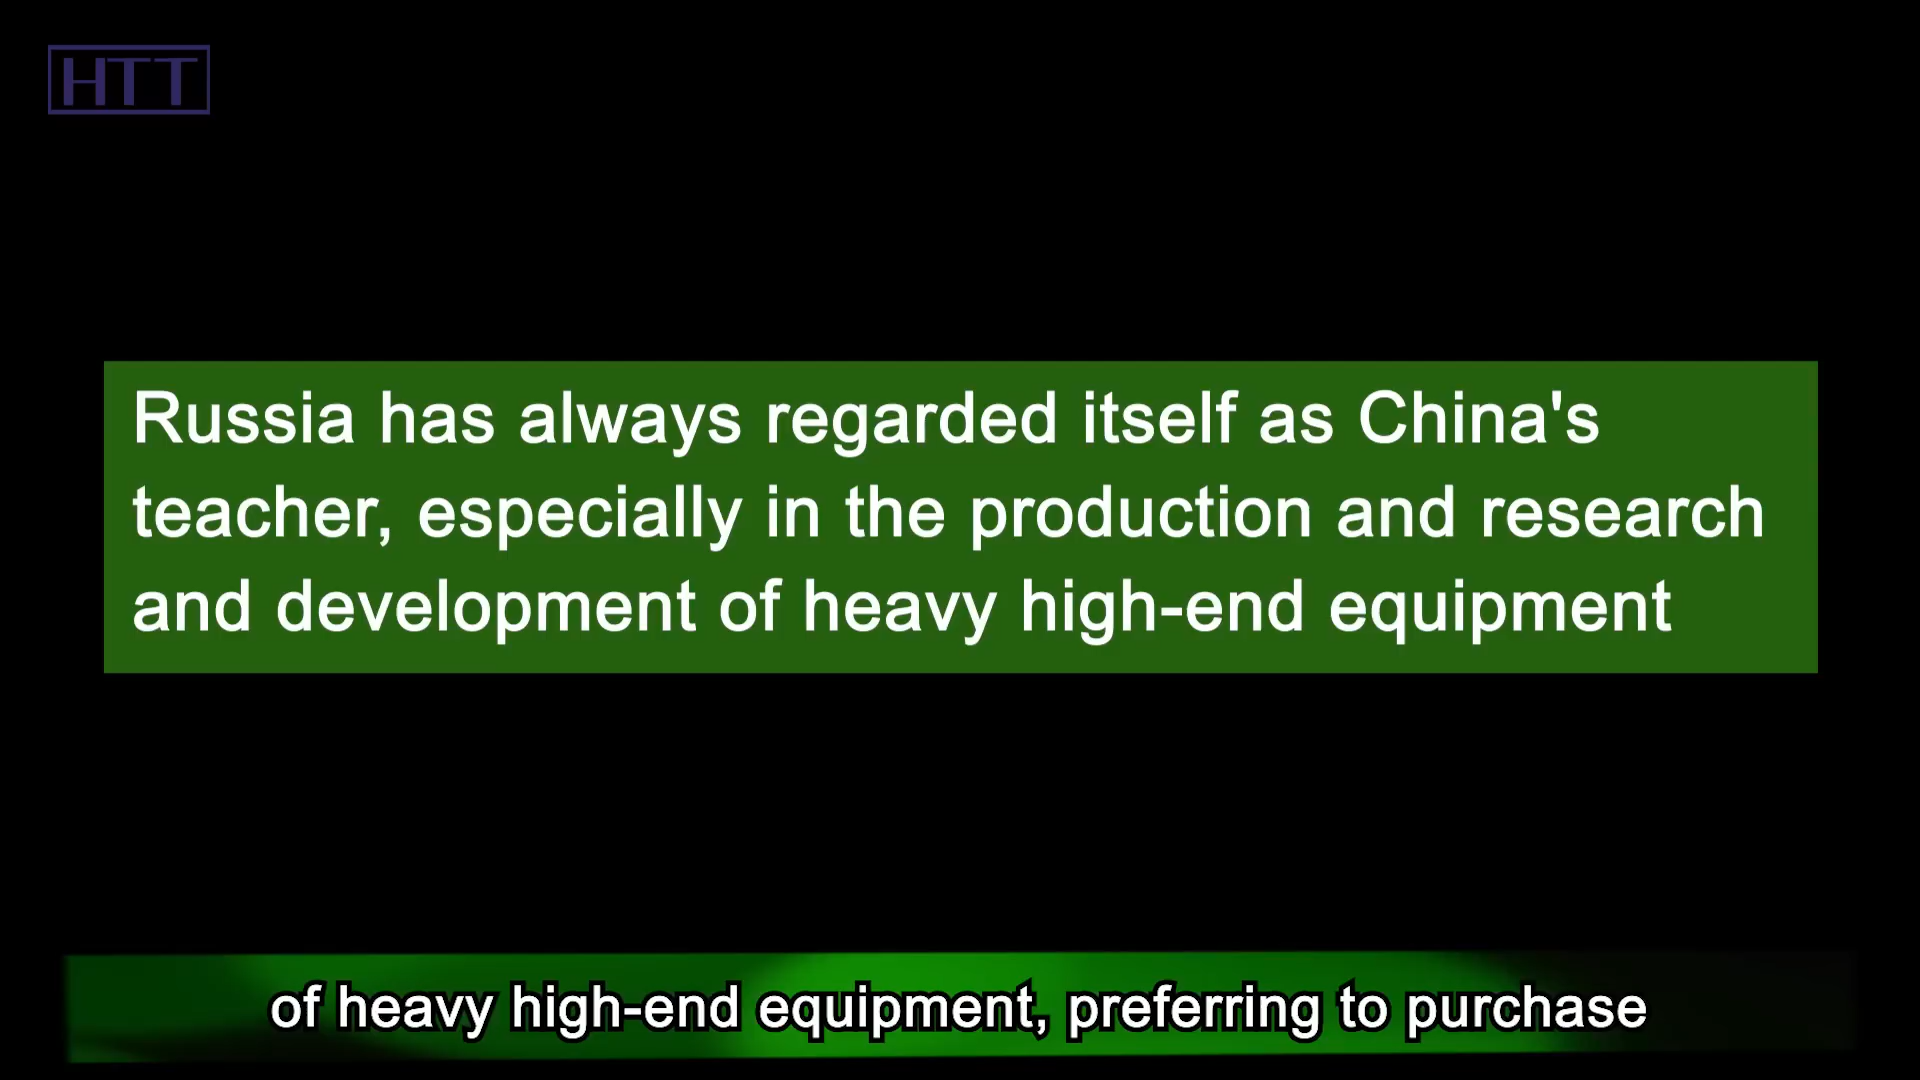 HTT
Russia has always regarded itself as China's
teacher, especially in the production and research
and development of heavy high-end equipment
of heavy high-end equipment, preferring to purchase